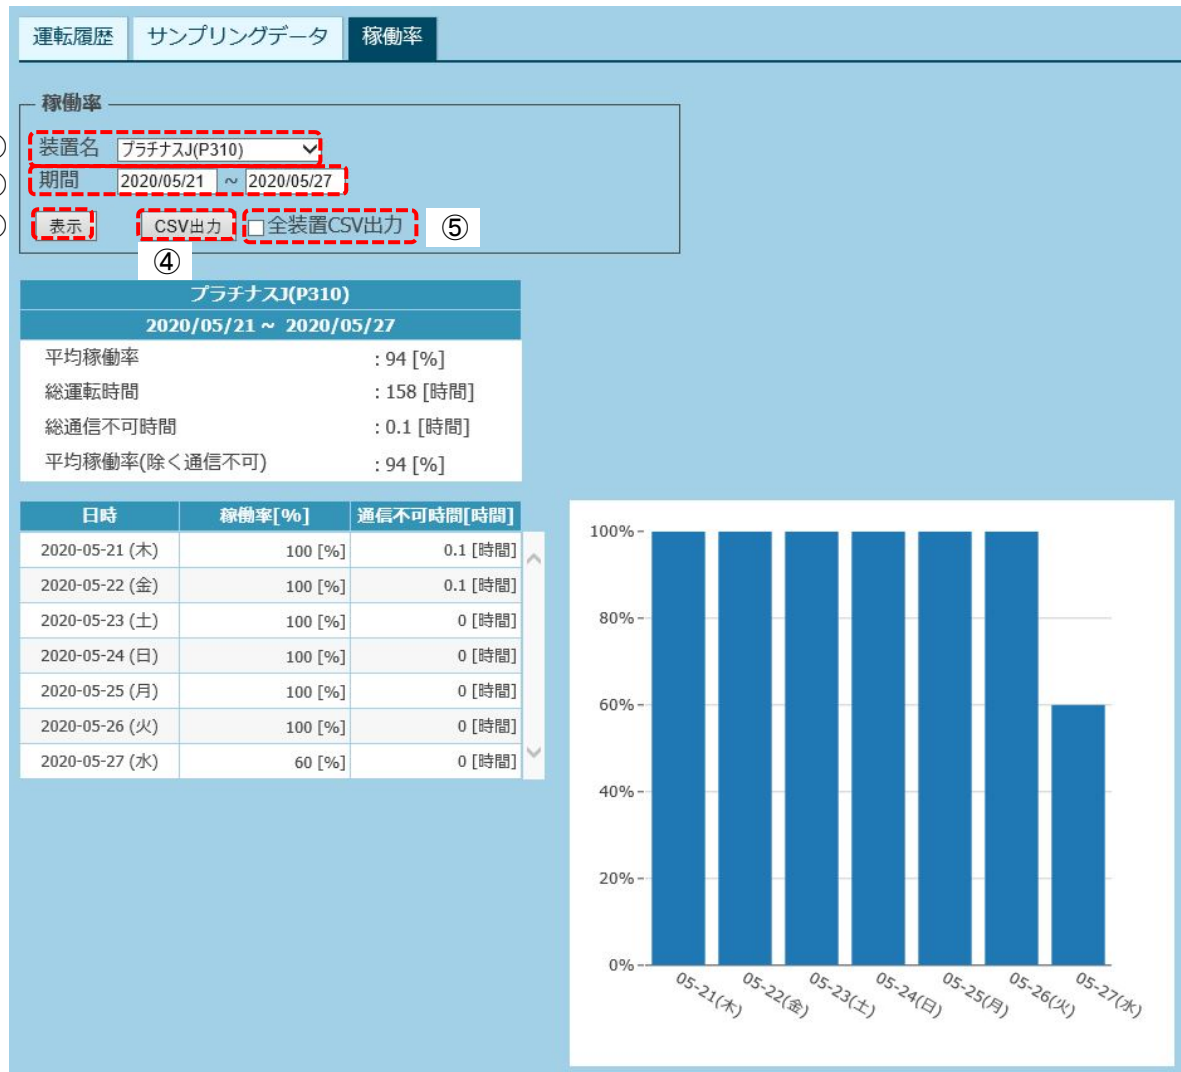 運転履歴 サンプリングデータ 稼働率
稼働率
装置名 プラチナスJ(P310)
期間 2020/05/21 ~ 2020/05/27
表示 CSV出力 全装置CSV出力 ⑤
④
プラチナスJ(P310)
2020/05/21 ~ 2020/05/27
平均稼働率 : 94 [%]
総運転時間 : 158 [時間]
総通信不可時間 : 0.1 [時間]
平均稼働率(除く通信不可) : 94 [%]
日時 稼働率[%] 通信不可時間[時間]
2020-05-21 (木) 100 [%] 0.1 [時間]
2020-05-22 (金) 100 [%] 0.1 [時間]
2020-05-23 (土) 100 [%] 0 [時間]
2020-05-24 (日) 100 [%] 0 [時間]
2020-05-25 (月) 100 [%] 0 [時間]
2020-05-26 (火) 100 [%] 0 [時間]
2020-05-27 (水) 60 [%] 0 [時間]
100%
80%
60%
40%
20%
0%
05-21(木) 05-22(金) 05-23(土) 05-24(日) 05-25(月) 05-26(火) 05-27(水)